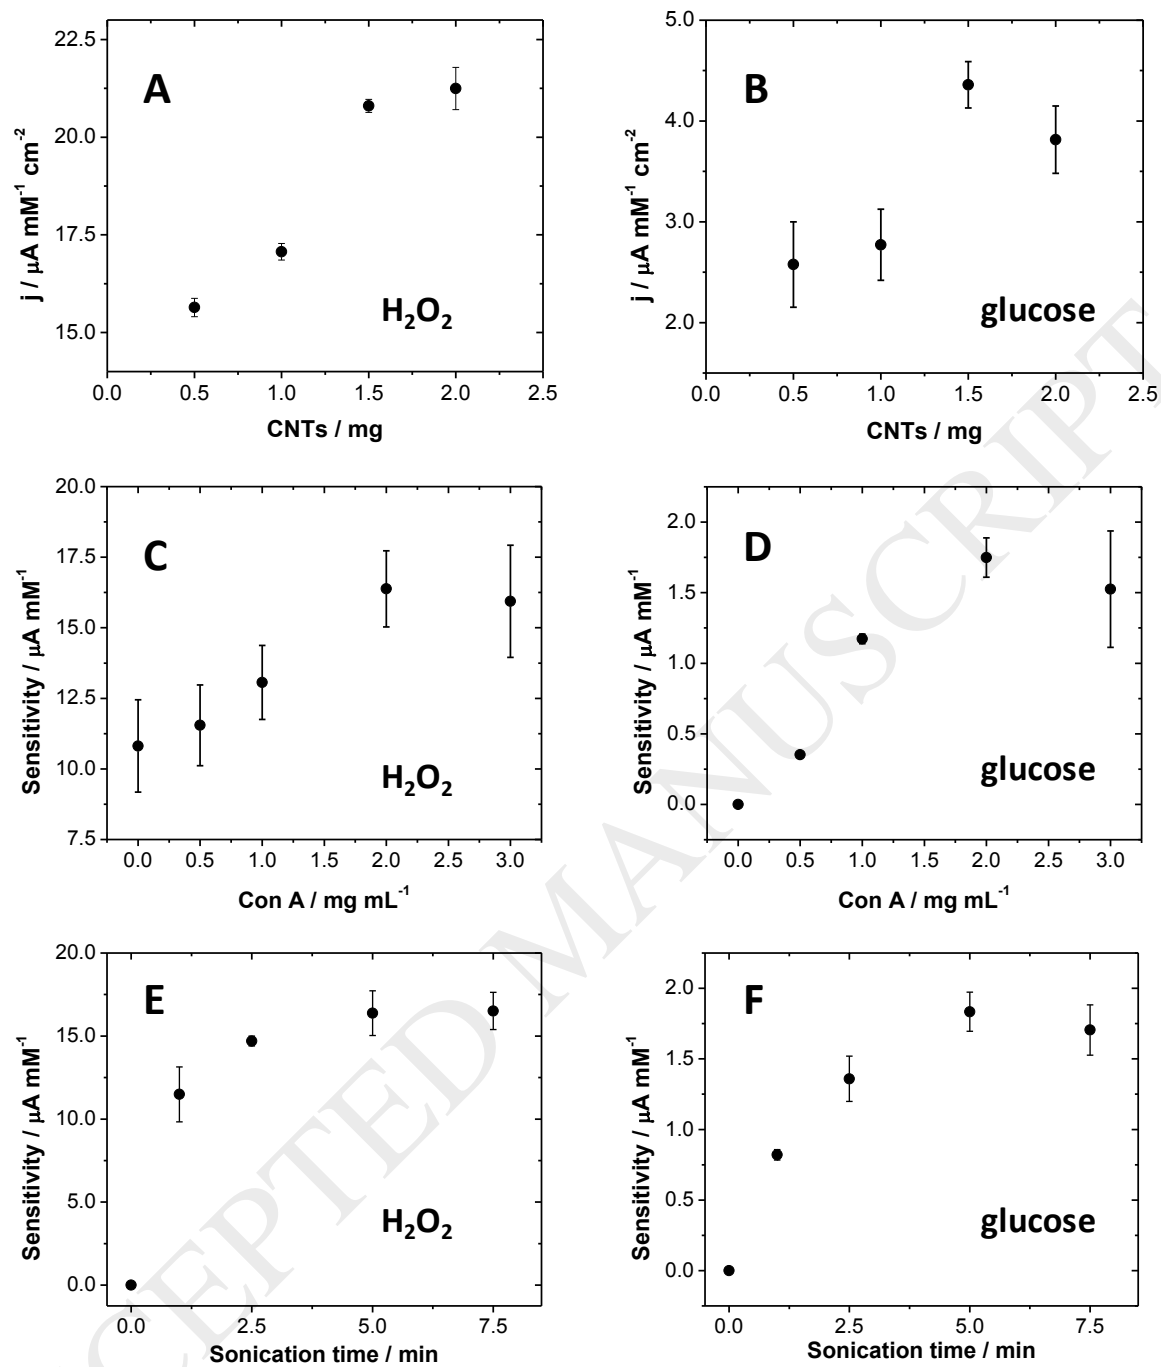 22.5
20.0
17.5
15.0
j / μA mM⁻¹ cm⁻²
A
H₂O₂
0.0 0.5 1.0 1.5 2.0 2.5
CNTs / mg
5.0
4.0
3.0
2.0
j / μA mM⁻¹ cm⁻²
B
glucose
0.0 0.5 1.0 1.5 2.0 2.5
CNTs / mg
20.0
17.5
15.0
12.5
10.0
7.5
Sensitivity / μA mM⁻¹
C
H₂O₂
0.0 0.5 1.0 2.0 3.0
Con A / mg mL⁻¹
2.0
1.5
1.0
0.5
0.0
Sensitivity / μA mM⁻¹
D
glucose
0.0 0.5 1.0 1.5 2.0 2.5 3.0
Con A / mg mL⁻¹
20.0
15.0
10.0
5.0
0.0
Sensitivity / μA mM⁻¹
E
H₂O₂
0.0 2.5 5.0 7.5
Sonication time / min
2.0
1.5
1.0
0.5
0.0
Sensitivity / μA mM⁻¹
F
glucose
0.0 2.5 5.0 7.5
Sonication time / min
CEPTED MANUSCRIPT